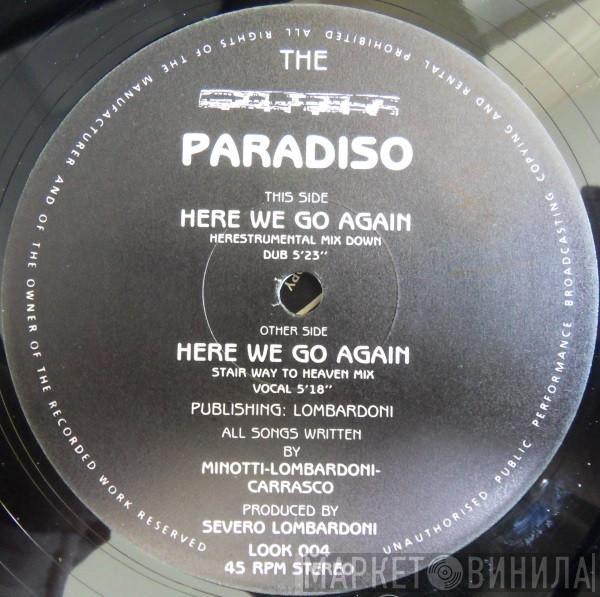 THE
PARADISO
THIS SIDE
HERE WE GO AGAIN
HERESTRUMENTAL MIX DOWN
DUB 5'23''
OTHER SIDE
HERE WE GO AGAIN
STAIR WAY TO HEAVEN MIX
VOCAL 5'18''
PUBLISHING: LOMBARDONI
ALL SONGS WRITTEN
BY
MINOTTI-LOMBARDONI-
CARRASCO
PRODUCED BY
SEVERO LOMBARDONI
LOOK 004
45 RPM STEREO
ALL RIGHTS OF THE MANUFACTURER AND OF THE OWNER OF THE RECORDED WORK RESERVED
UNAUTHORISED PUBLIC PERFORMANCE BROADCASTING COPYING AND RENTAL PROHIBITED
МАРКЕТ ВИНИЛА